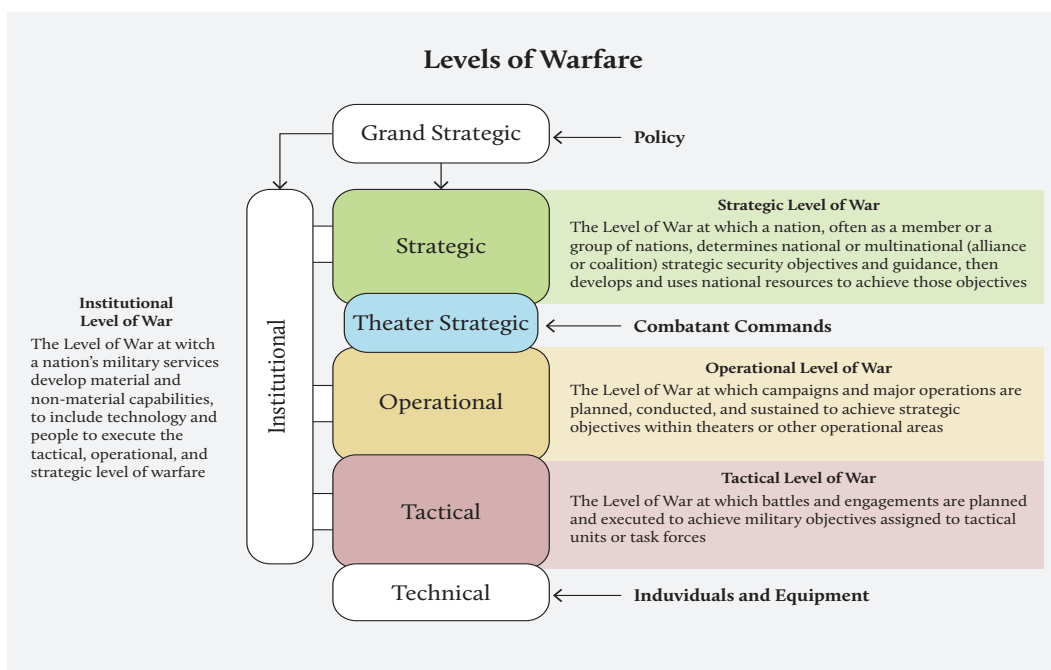 Levels of Warfare
Grand Strategic
Policy
Strategic
Strategic Level of War
The Level of War at which a nation, often as a member or a
group of nations, determines national or multinational (alliance
or coalition) strategic security objectives and guidance, then
develops and uses national resources to achieve those objectives
Institutional
Level of War
The Level of War at witch
a nation's military services
develop material and
non-material capabilities,
to include technology and
people to execute the
tactical, operational, and
strategic level of warfare
Institutional
Theater Strategic
Combatant Commands
Operational
Operational Level of War
The Level of War at which campaigns and major operations are
planned, conducted, and sustained to achieve strategic
objectives within theaters or other operational areas
Tactical
Tactical Level of War
The Level of War at which battles and engagements are planned
and executed to achieve military objectives assigned to tactical
units or task forces
Technical
Induviduals and Equipment